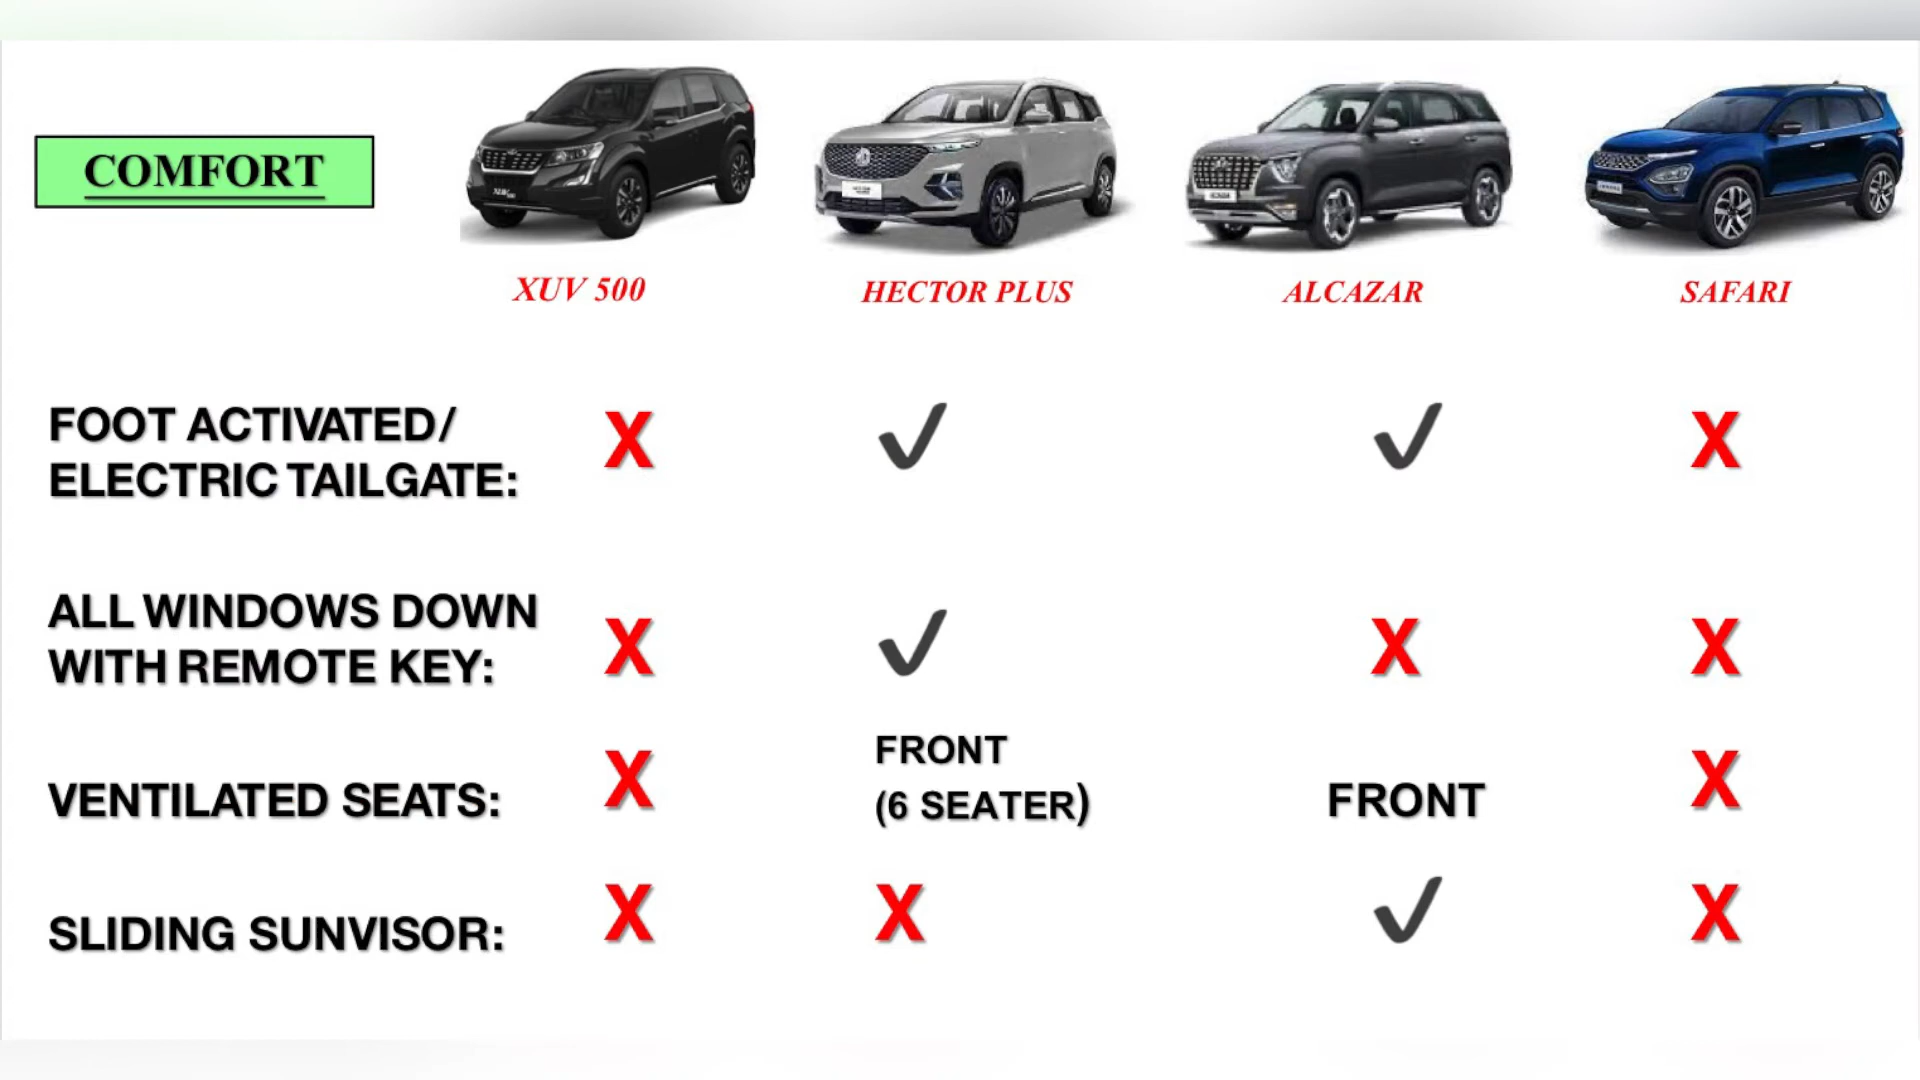 COMFORT
XUV 500
HECTOR PLUS
ALCAZAR
SAFARI
FOOT ACTIVATED/
ELECTRIC TAILGATE:
X
✓
✓
X
ALL WINDOWS DOWN
WITH REMOTE KEY:
X
✓
X
X
VENTILATED SEATS:
X
FRONT
(6 SEATER)
FRONT
X
SLIDING SUNVISOR:
X
X
✓
X